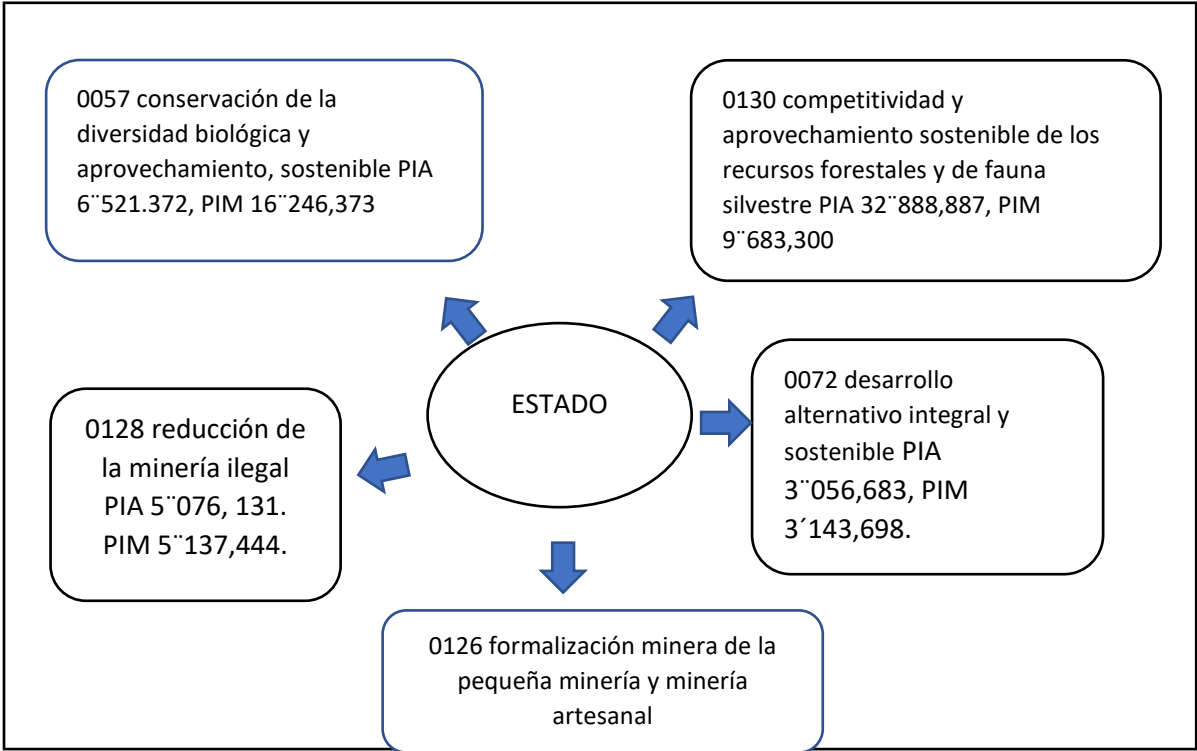 0057 conservación de la
diversidad biológica y
aprovechamiento, sostenible PIA
6¨521.372, PIM 16¨246,373
0130 competitividad y
aprovechamiento sostenible de los
recursos forestales y de fauna
silvestre PIA 32¨888,887, PIM
9¨683,300
ESTADO
0072 desarrollo
alternativo integral y
sostenible PIA
3¨056,683, PIM
3´143,698.
0128 reducción de
la minería ilegal
PIA 5¨076, 131.
PIM 5¨137,444.
0126 formalización minera de la
pequeña minería y minería
artesanal